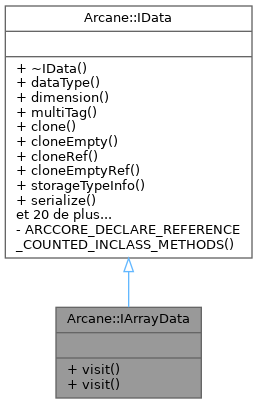 Arcane::IData
+ ~IData()
+ dataType()
+ dimension()
+ multiTag()
+ clone()
+ cloneEmpty()
+ cloneRef()
+ cloneEmptyRef()
+ storageTypeInfo()
+ serialize()
et 20 de plus...
- ARCCORE_DECLARE_REFERENCE
_COUNTED_INCLASS_METHODS()
Arcane::IArrayData
+ visit()
+ visit()